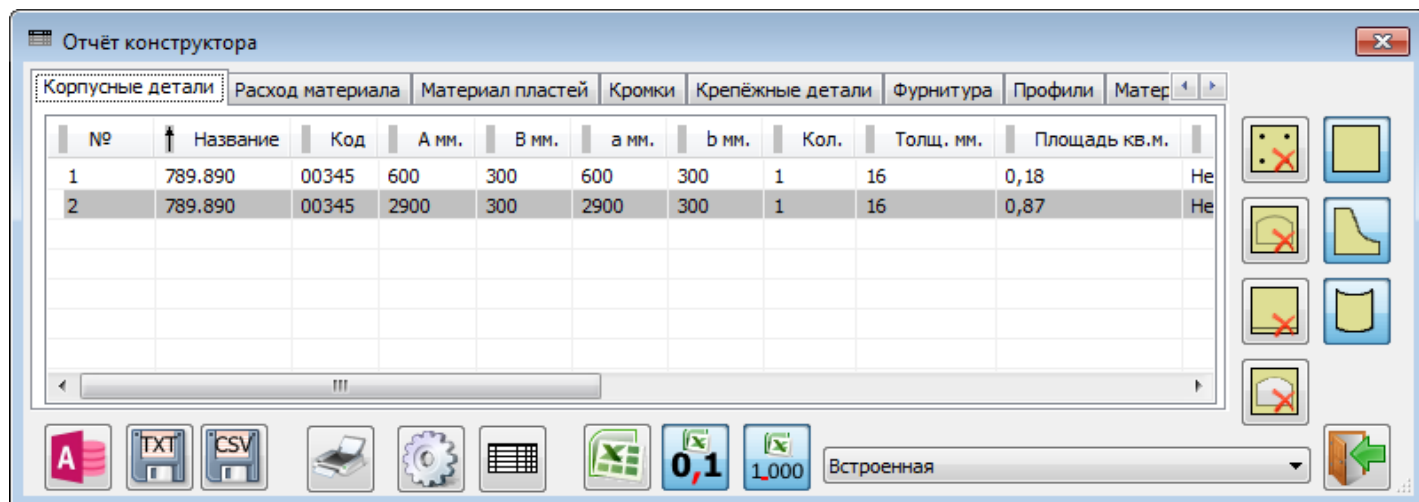 Отчёт конструктора
Корпусные детали Расход материала Материал пластей Кромки Крепёжные детали Фурнитура Профили Матер
№ Название Код A мм. B мм. a мм. b мм. Кол. Толщ. мм. Площадь кв.м.
1 789.890 00345 600 300 600 300 1 16 0,18 Не
2 789.890 00345 2900 300 2900 300 1 16 0,87 Не
A TXT CSV 0,1 1,000 Встроенная